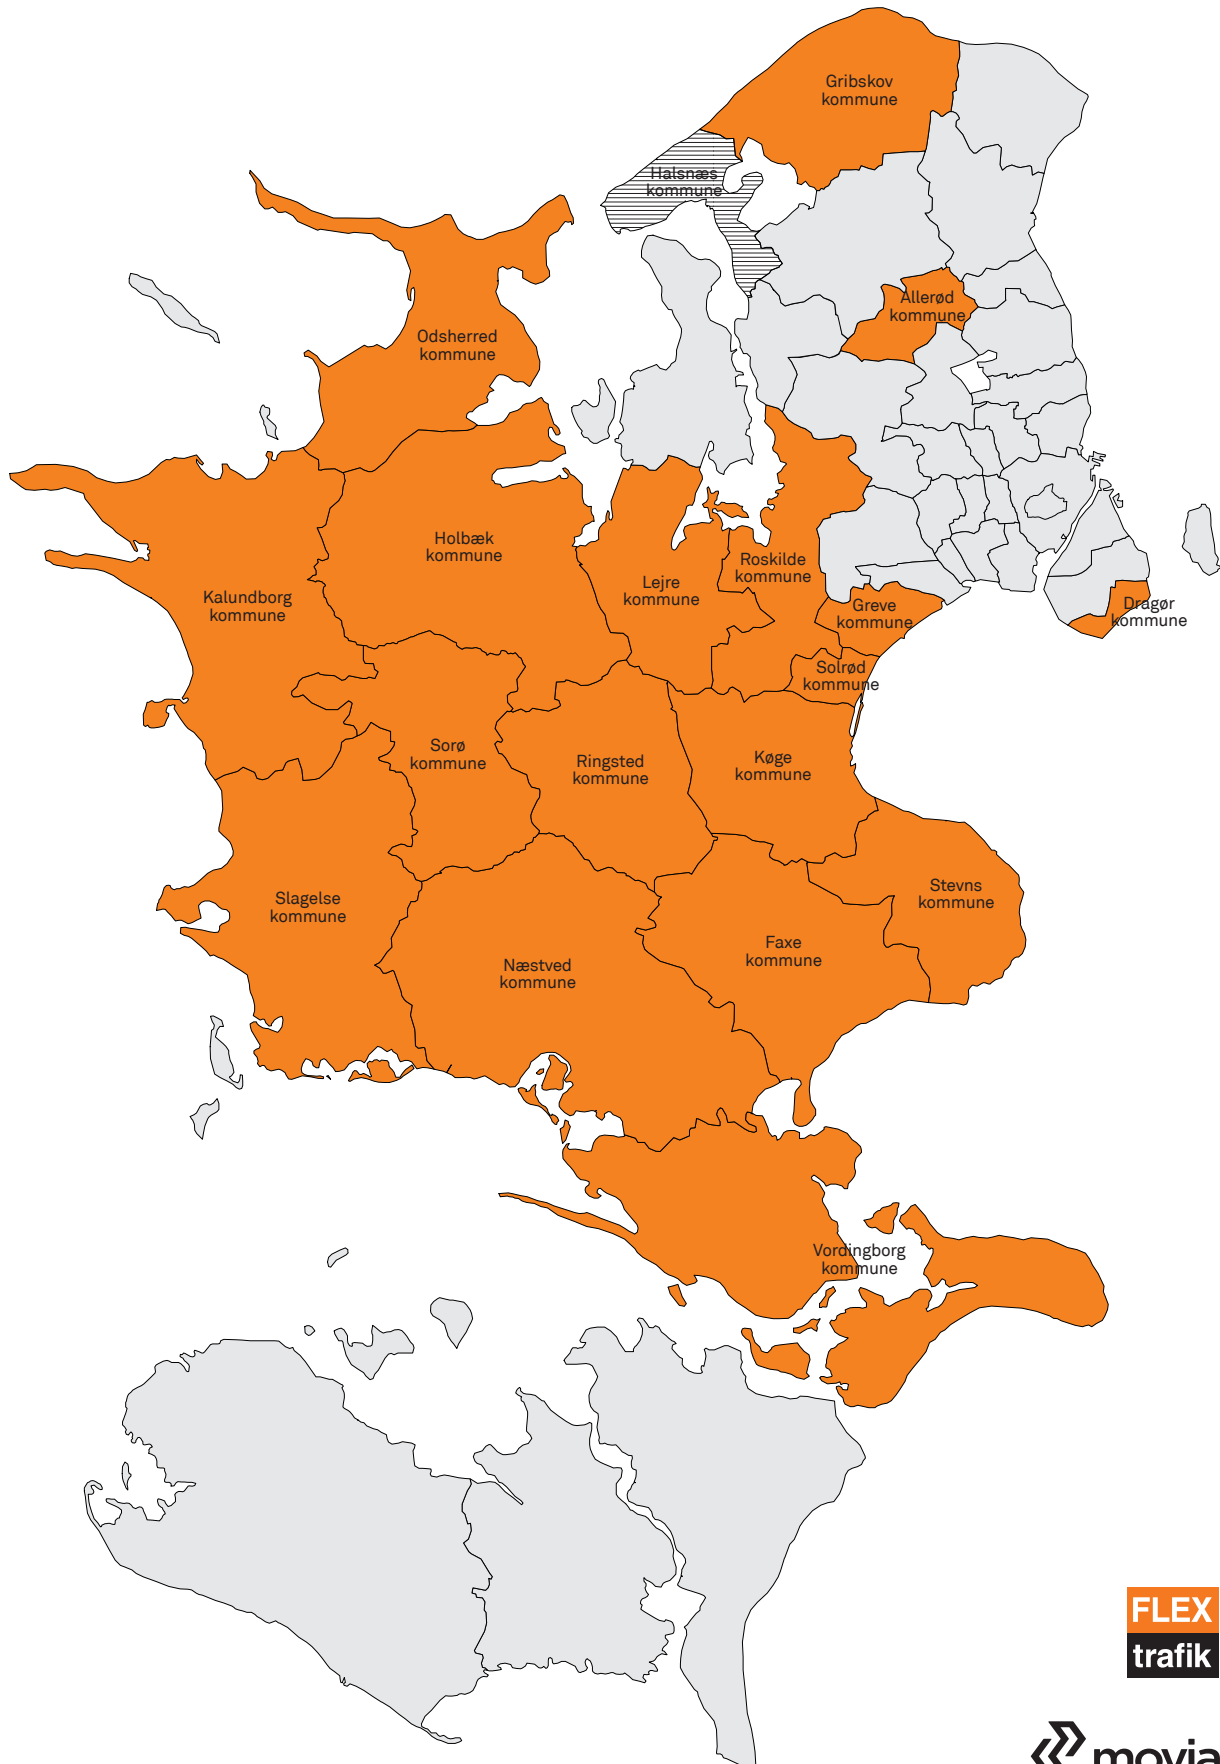 Gribskov
kommune
Halsnæs
kommune
Allerød
kommune
Odsherred
kommune
Holbæk
kommune
Roskilde
kommune
Lejre
kommune
Kalundborg
kommune
Greve
kommune
Dragør
kommune
Solrød
kommune
Sorø
kommune
Ringsted
kommune
Køge
kommune
Slagelse
kommune
Stevns
kommune
Faxe
kommune
Næstved
kommune
Vordingborg
kommune
FLEX
trafik
movia